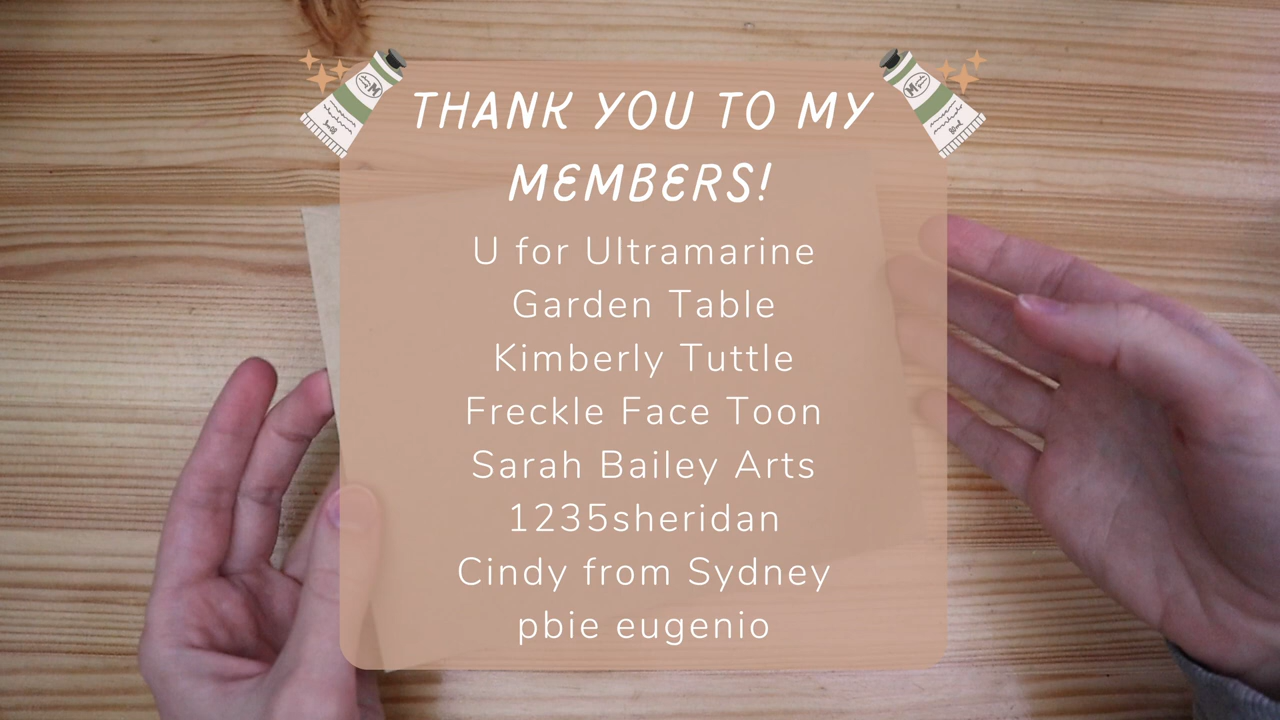 THANK YOU TO MY
MEMBERS!
U for Ultramarine
Garden Table
Kimberly Tuttle
Freckle Face Toon
Sarah Bailey Arts
1235sheridan
Cindy from Sydney
pbie eugenio